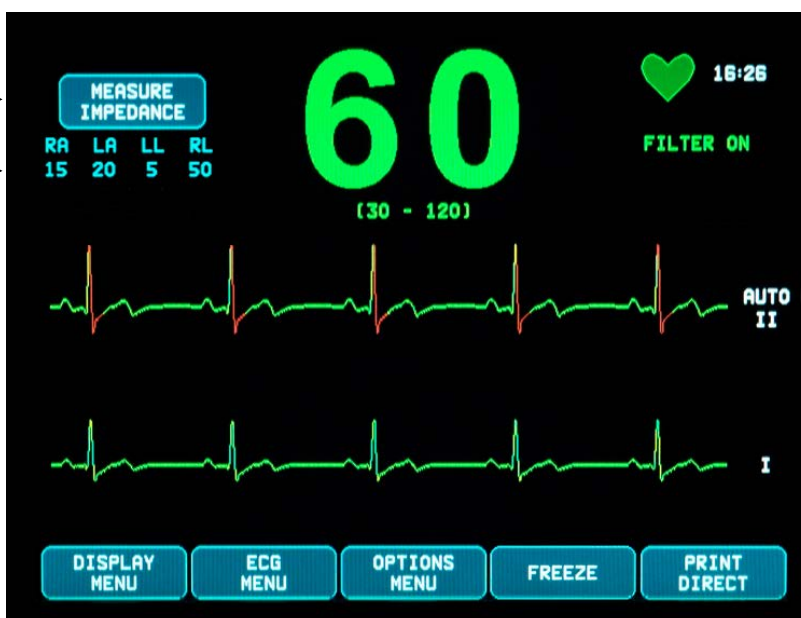 MEASURE
IMPEDANCE
RA LA LL RL
15 20 5 50
60
(30 - 120)
16:26
FILTER ON
AUTO
II
I
DISPLAY
MENU
ECG
MENU
OPTIONS
MENU
FREEZE
PRINT
DIRECT